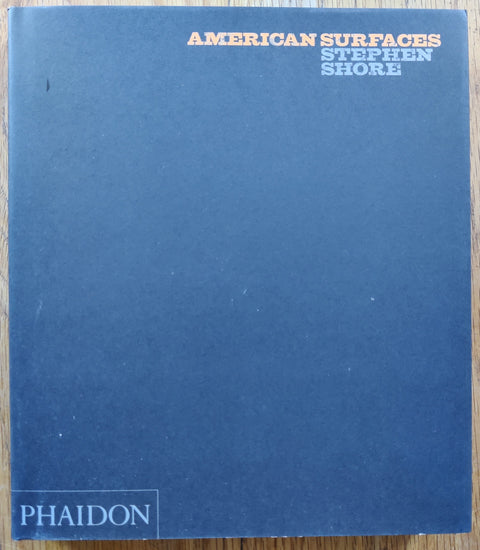 AMERICAN SURFACES
STEPHEN
SHORE
PHAIDON